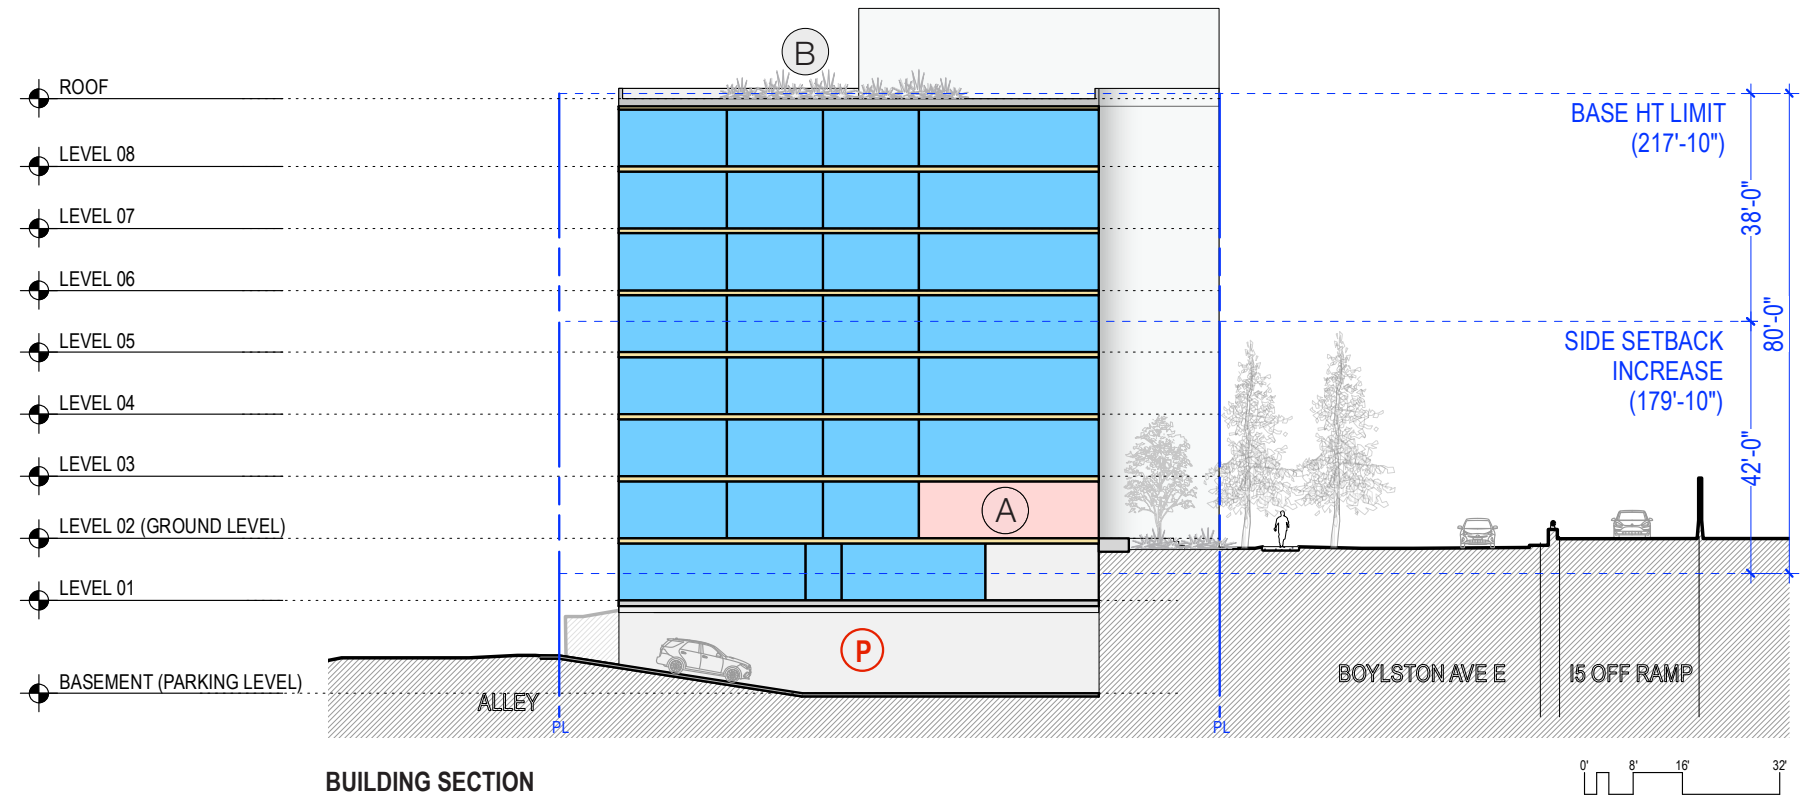 B
ROOF
BASE HT LIMIT
(217'-10")
LEVEL 08
38'-0"
LEVEL 07
LEVEL 06
80'-0"
LEVEL 05
SIDE SETBACK
INCREASE
(179'-10")
LEVEL 04
42'-0"
LEVEL 03
A
LEVEL 02 (GROUND LEVEL)
LEVEL 01
P
BASEMENT (PARKING LEVEL)
ALLEY
BOYLSTON AVE E
I5 OFF RAMP
PL
PL
BUILDING SECTION
0' 8' 16' 32'